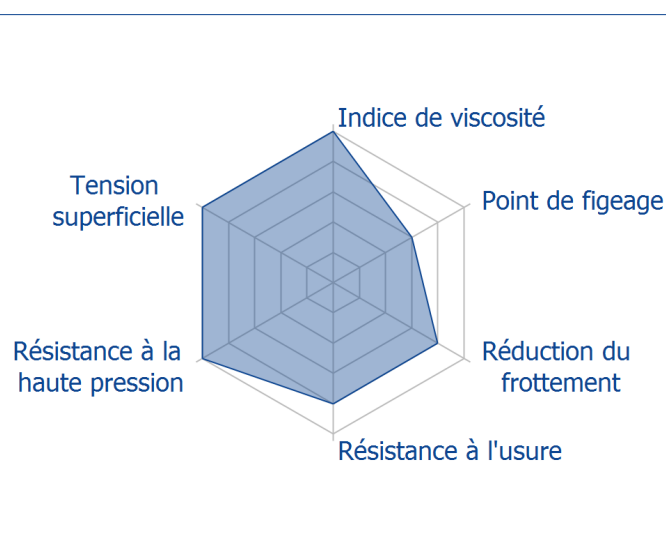 Indice de viscosité
Tension
superficielle
Point de figeage
Résistance à la
haute pression
Réduction du
frottement
Résistance à l'usure